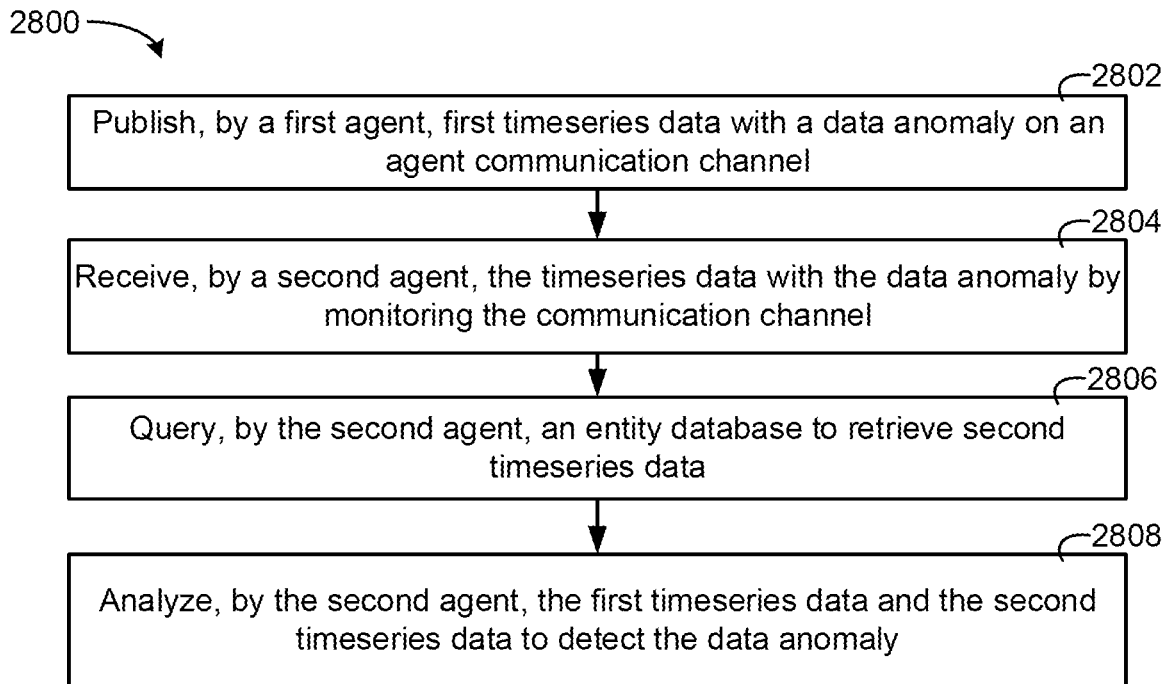 2800
2802
Publish, by a first agent, first timeseries data with a data anomaly on an
agent communication channel
2804
Receive, by a second agent, the timeseries data with the data anomaly by
monitoring the communication channel
2806
Query, by the second agent, an entity database to retrieve second
timeseries data
2808
Analyze, by the second agent, the first timeseries data and the second
timeseries data to detect the data anomaly